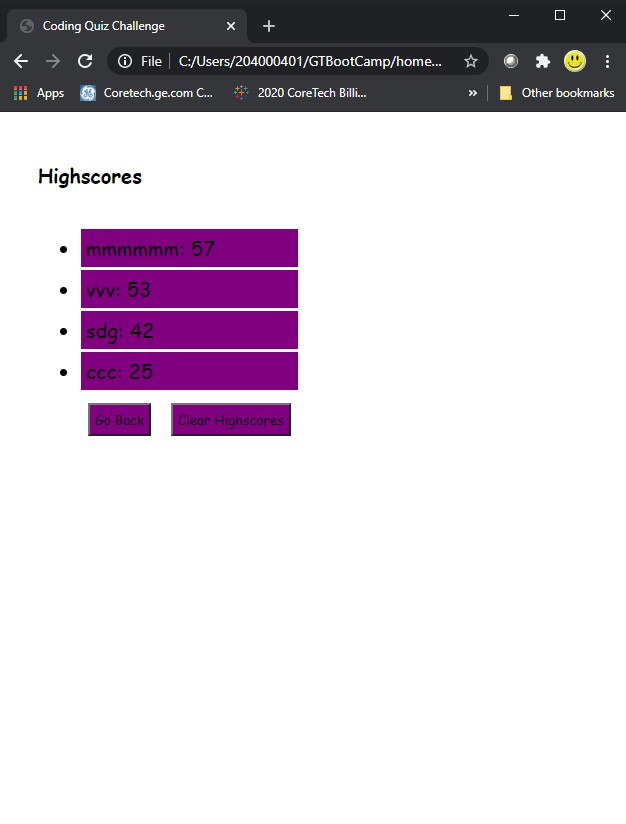 Coding Quiz Challenge
File C:/Users/204000401/GTBootCamp/home...
Apps Coretech.ge.com C... 2020 CoreTech Billi... » Other bookmarks
Highscores
• mmmmmm: 57
• vvv: 53
• sdg: 42
• ccc: 25
Go Back Clear Highscores